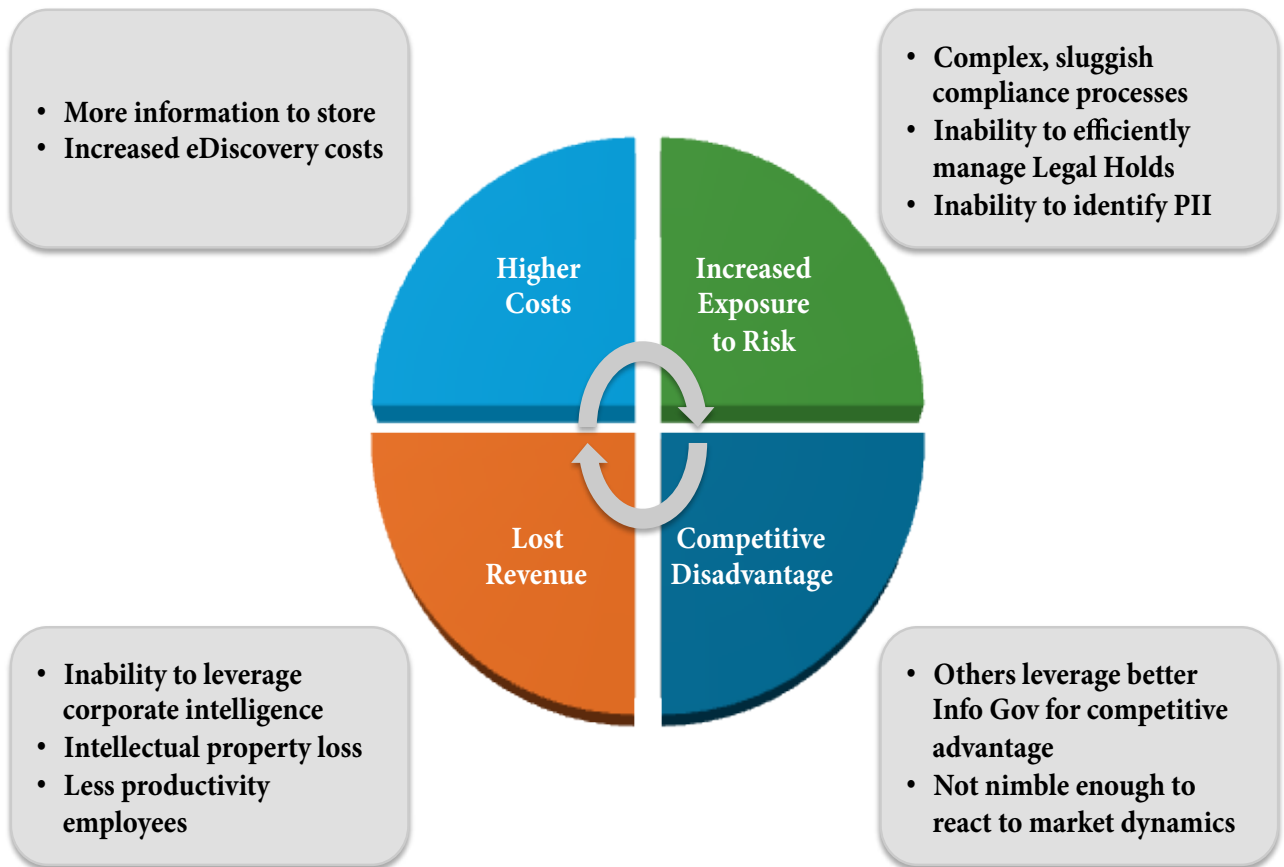 • More information to store
• Increased eDiscovery costs
• Complex, sluggish
compliance processes
• Inability to efficiently
manage Legal Holds
• Inability to identify PII
Higher
Costs
Increased
Exposure
to Risk
Lost
Revenue
Competitive
Disadvantage
• Inability to leverage
corporate intelligence
• Intellectual property loss
• Less productivity
employees
• Others leverage better
Info Gov for competitive
advantage
• Not nimble enough to
react to market dynamics